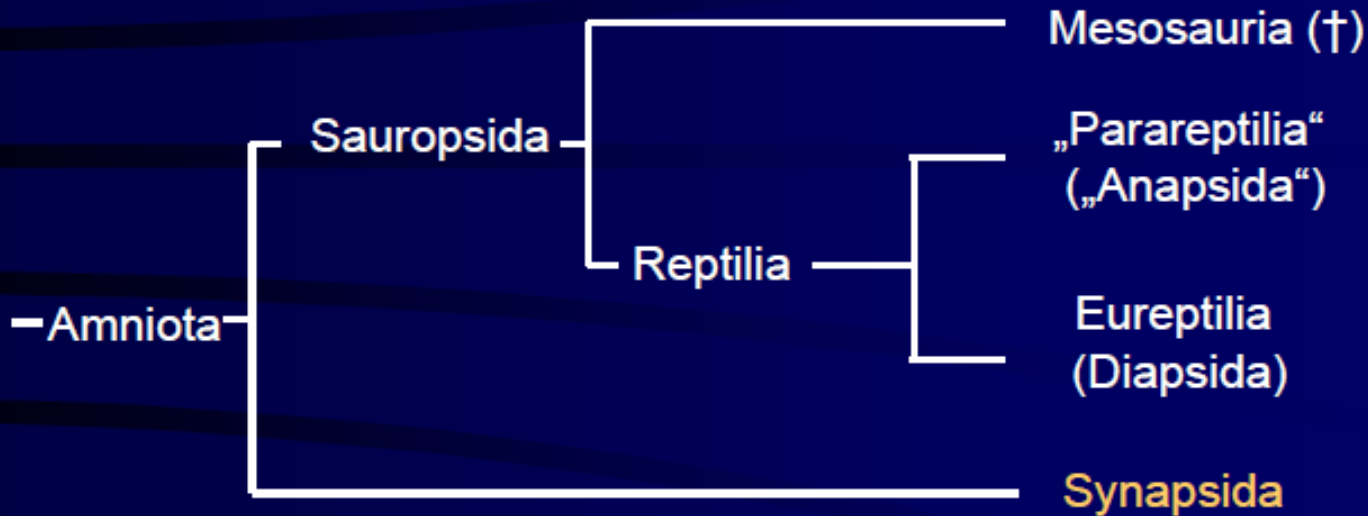 Mesosauria (†)
Sauropsida
„Parareptilia“
(„Anapsida“)
Reptilia
Amniota
Eureptilia
(Diapsida)
Synapsida